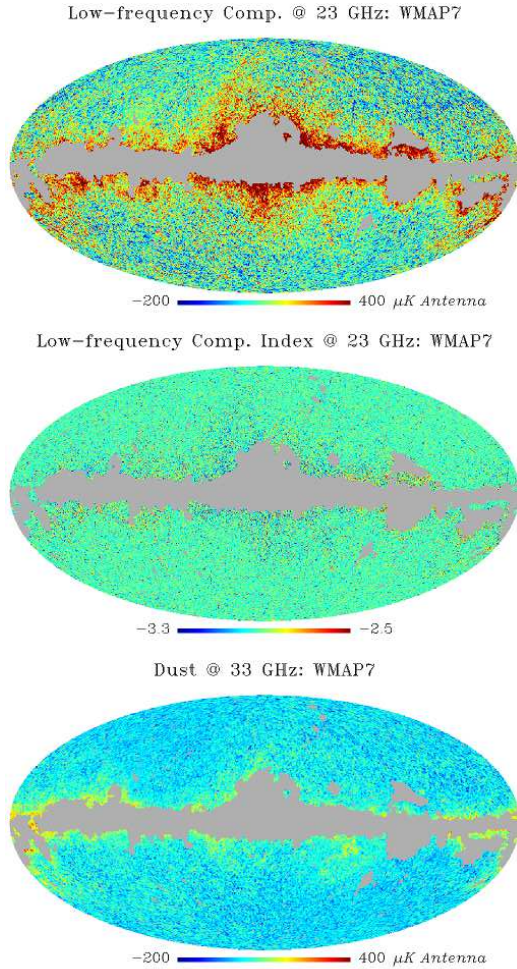 Low-frequency Comp. @ 23 GHz: WMAP7
−200 400 μK Antenna
Low-frequency Comp. Index @ 23 GHz: WMAP7
−3.3 −2.5
Dust @ 33 GHz: WMAP7
−200 400 μK Antenna